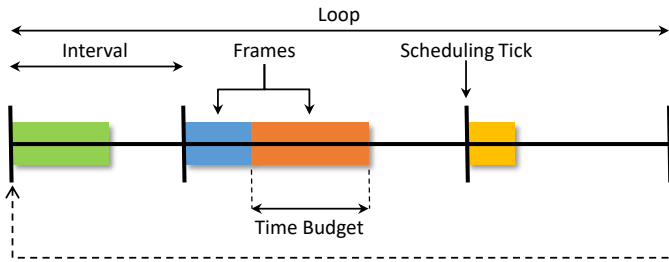 Loop
Interval
Frames
Scheduling Tick
Time Budget